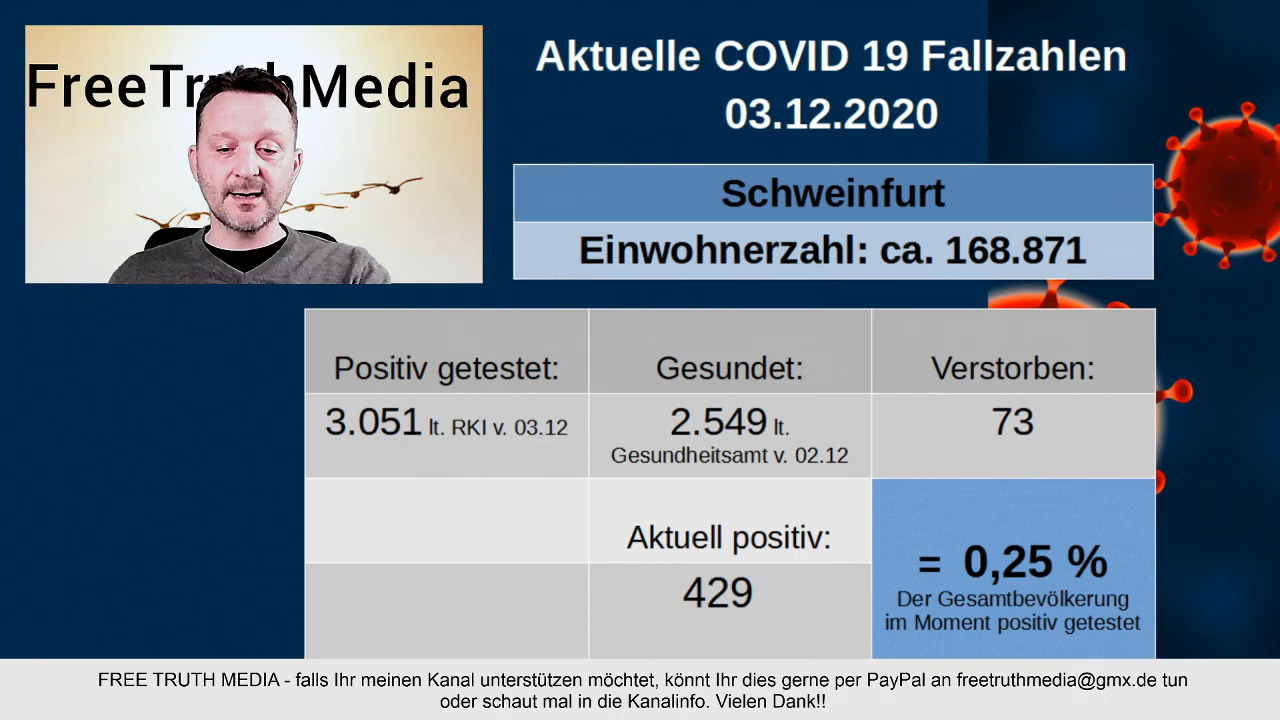 FreeTruthMedia
Aktuelle COVID 19 Fallzahlen
03.12.2020
Schweinfurt
Einwohnerzahl: ca. 168.871
Positiv getestet:
Gesundet:
Verstorben:
3.051 lt. RKI v. 03.12
2.549 lt.
Gesundheitsamt v. 02.12
73
Aktuell positiv:
429
= 0,25 %
Der Gesamtbevölkerung
im Moment positiv getestet
FREE TRUTH MEDIA - falls Ihr meinen Kanal unterstützen möchtet, könnt Ihr dies gerne per PayPal an freetruthmedia@gmx.de tun
oder schaut mal in die Kanalinfo. Vielen Dank!!